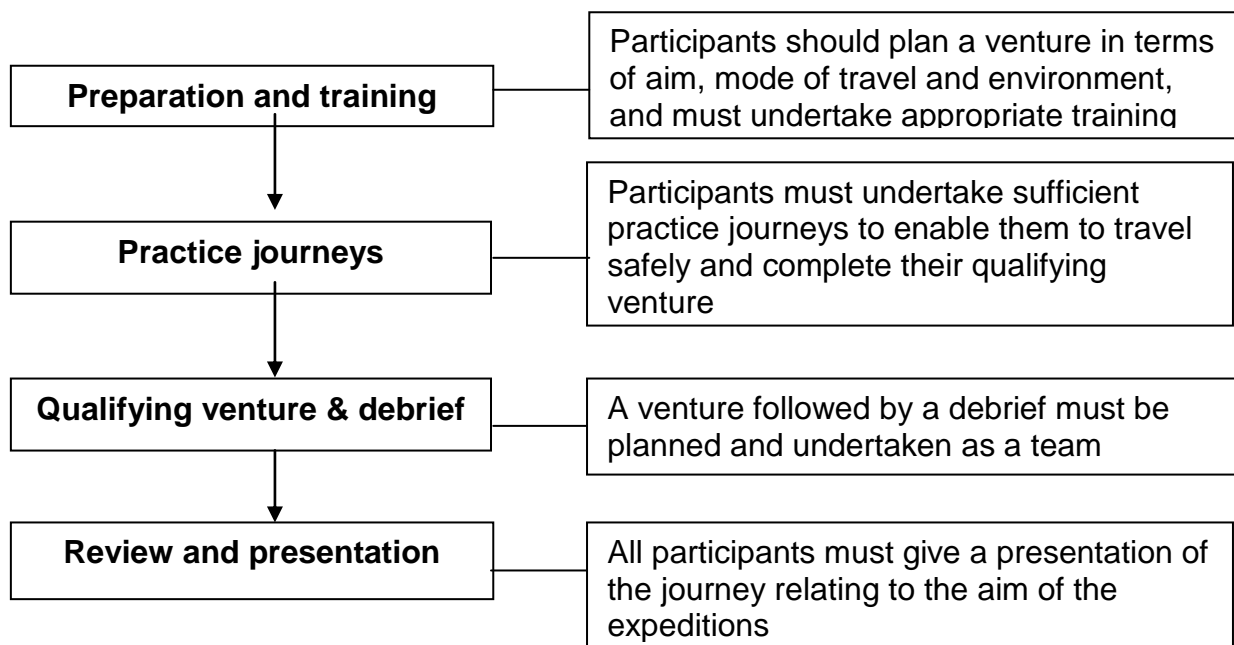 Preparation and training
Participants should plan a venture in terms
of aim, mode of travel and environment,
and must undertake appropriate training
Practice journeys
Participants must undertake sufficient
practice journeys to enable them to travel
safely and complete their qualifying
venture
Qualifying venture & debrief
A venture followed by a debrief must be
planned and undertaken as a team
Review and presentation
All participants must give a presentation of
the journey relating to the aim of the
expeditions